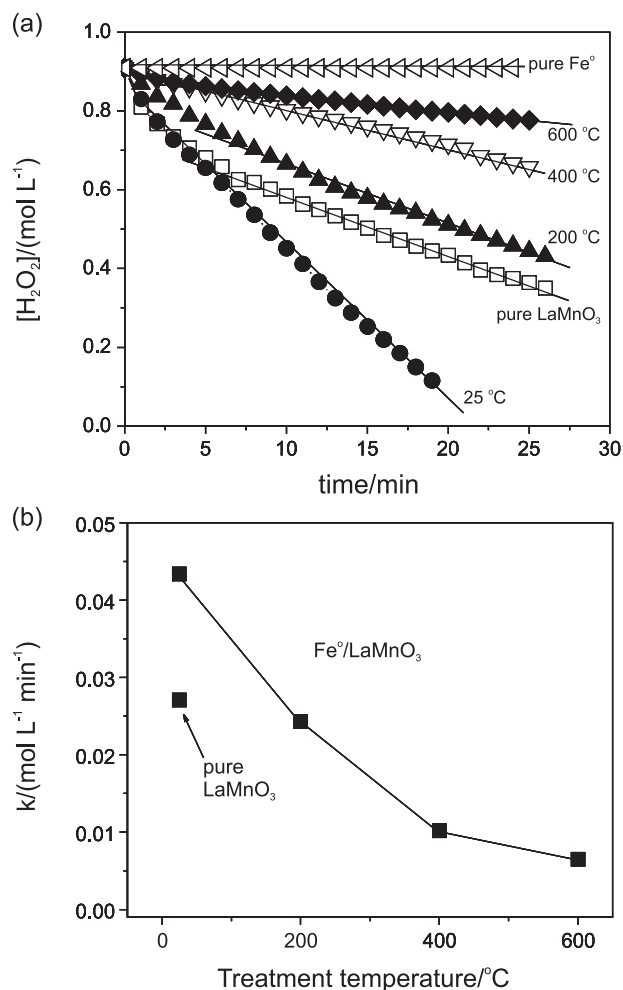 (a)
1.0
0.8
0.6
0.4
0.2
0.0
[H₂O₂]/(mol L⁻¹)
pure Fe°
600 °C
400 °C
200 °C
pure LaMnO₃
25 °C
0 5 10 15 20 25 30
time/min
(b)
0.05
0.04
0.03
0.02
0.01
0.00
k/(mol L⁻¹ min⁻¹)
Fe°/LaMnO₃
pure
LaMnO₃
0 200 400 600
Treatment temperature/°C